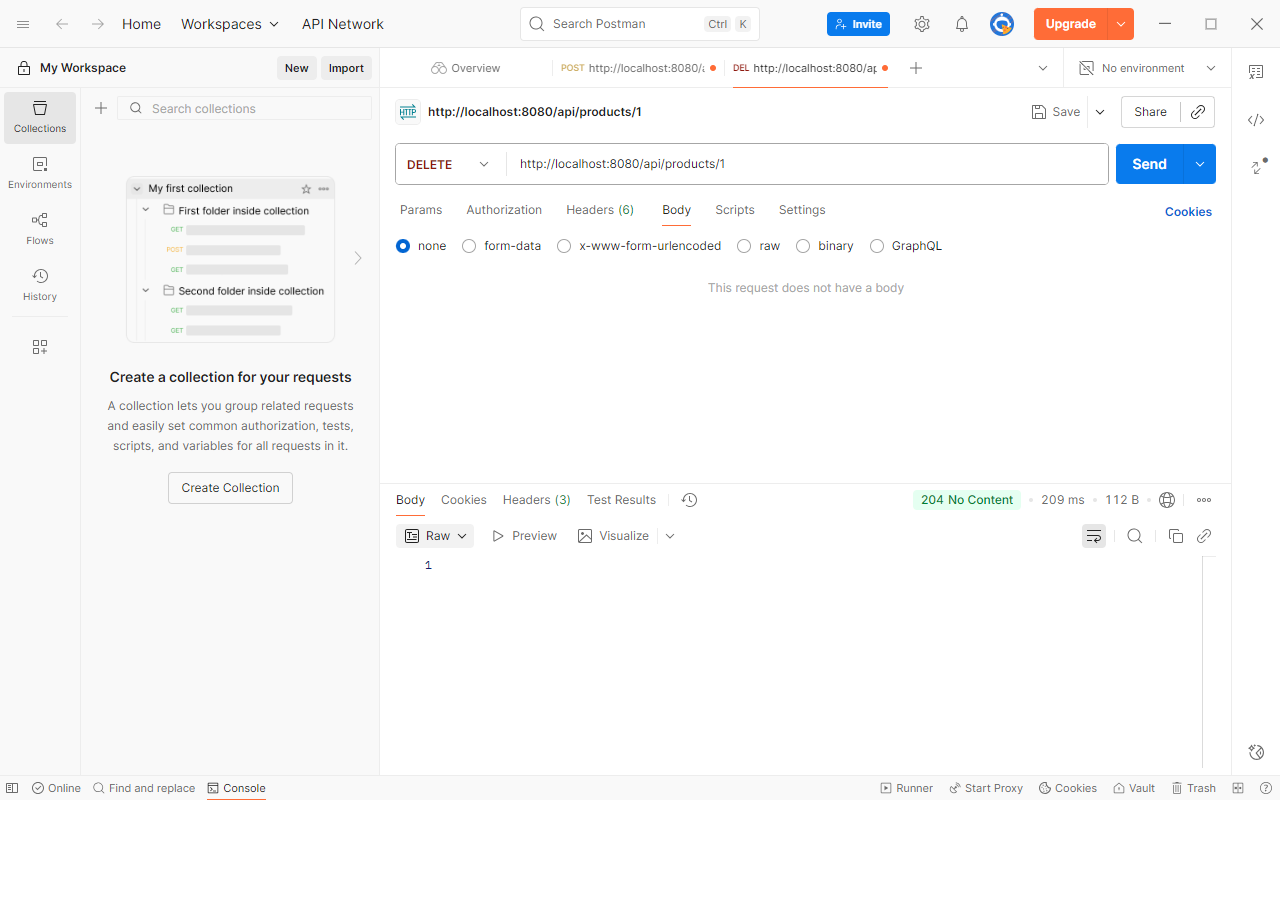 Home Workspaces API Network Search Postman Ctrl K Invite Upgrade
My Workspace New Import Overview POST http://localhost:8080/a DEL http://localhost:8080/ap No environment
Collections
Environments
Flows
History
Search collections
My first collection
First folder inside collection
GET
POST
GET
Second folder inside collection
GET
GET
Create a collection for your requests
A collection lets you group related requests
and easily set common authorization, tests,
scripts, and variables for all requests in it.
Create Collection
HTTP http://localhost:8080/api/products/1 Save Share
DELETE http://localhost:8080/api/products/1 Send
Params Authorization Headers (6) Body Scripts Settings Cookies
none form-data x-www-form-urlencoded raw binary GraphQL
This request does not have a body
Body Cookies Headers (3) Test Results 204 No Content 209 ms 112 B
Raw Preview Visualize
1
Online Find and replace Console Runner Start Proxy Cookies Vault Trash